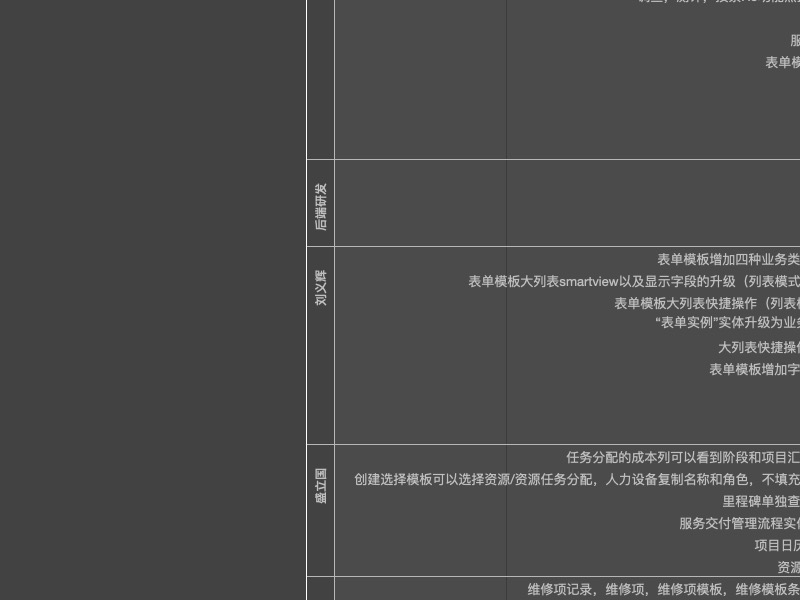 服
表单模
后端研发
刘义辉
表单模板增加四种业务类
表单模板大列表smartview以及显示字段的升级（列表模式
表单模板大列表快捷操作（列表
“表单实例”实体升级为业务
大列表快捷操作
表单模板增加字
盛立国
任务分配的成本列可以看到阶段和项目汇
创建选择模板可以选择资源/资源任务分配，人力设备复制名称和角色，不填充
里程碑单独查
服务交付管理流程实体
项目日历
资源
维修项记录，维修项，维修项模板，维修模板条